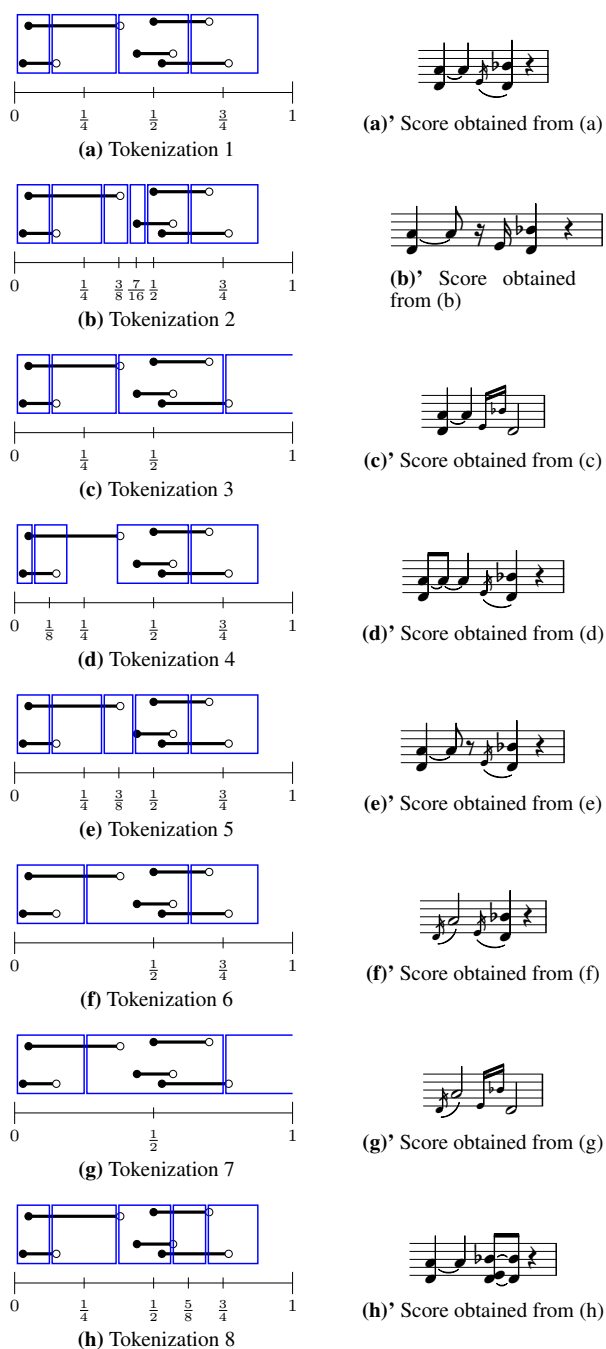 0 1/4 1/2 3/4 1
(a) Tokenization 1
(a)’ Score obtained from (a)
0 1/4 3/8 7/16 1/2 3/4 1
(b) Tokenization 2
(b)’ Score obtained
from (b)
0 1/4 1/2 1
(c) Tokenization 3
(c)’ Score obtained from (c)
0 1/8 1/4 1/2 3/4 1
(d) Tokenization 4
(d)’ Score obtained from (d)
0 1/4 3/8 1/2 3/4 1
(e) Tokenization 5
(e)’ Score obtained from (e)
0 1/2 3/4 1
(f) Tokenization 6
(f)’ Score obtained from (f)
0 1/2 1
(g) Tokenization 7
(g)’ Score obtained from (g)
0 1/4 1/2 5/8 3/4 1
(h) Tokenization 8
(h)’ Score obtained from (h)